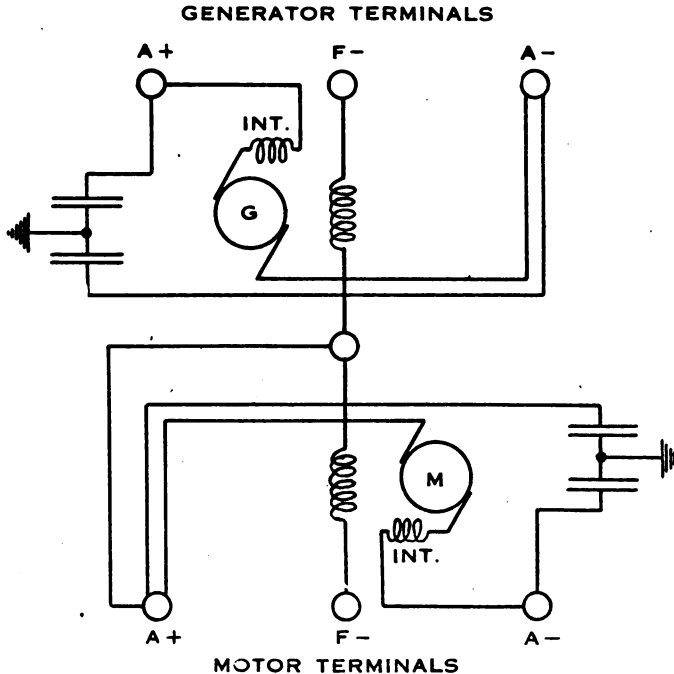 GENERATOR TERMINALS
A+ F- A-
INT.
G
M
INT.
A+ F- A-
MOTOR TERMINALS